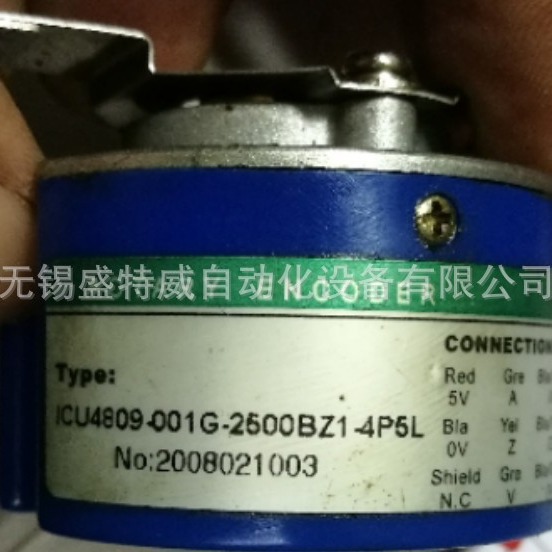 无锡盛特威自动化设备有限公司
ENCODER
CONNECTION
Type:
ICU4809-001G-2500BZ1-4P5L
No:2008021003
Red Gre
5V A
Bla Yel
0V Z
Shield Gre
N.C V